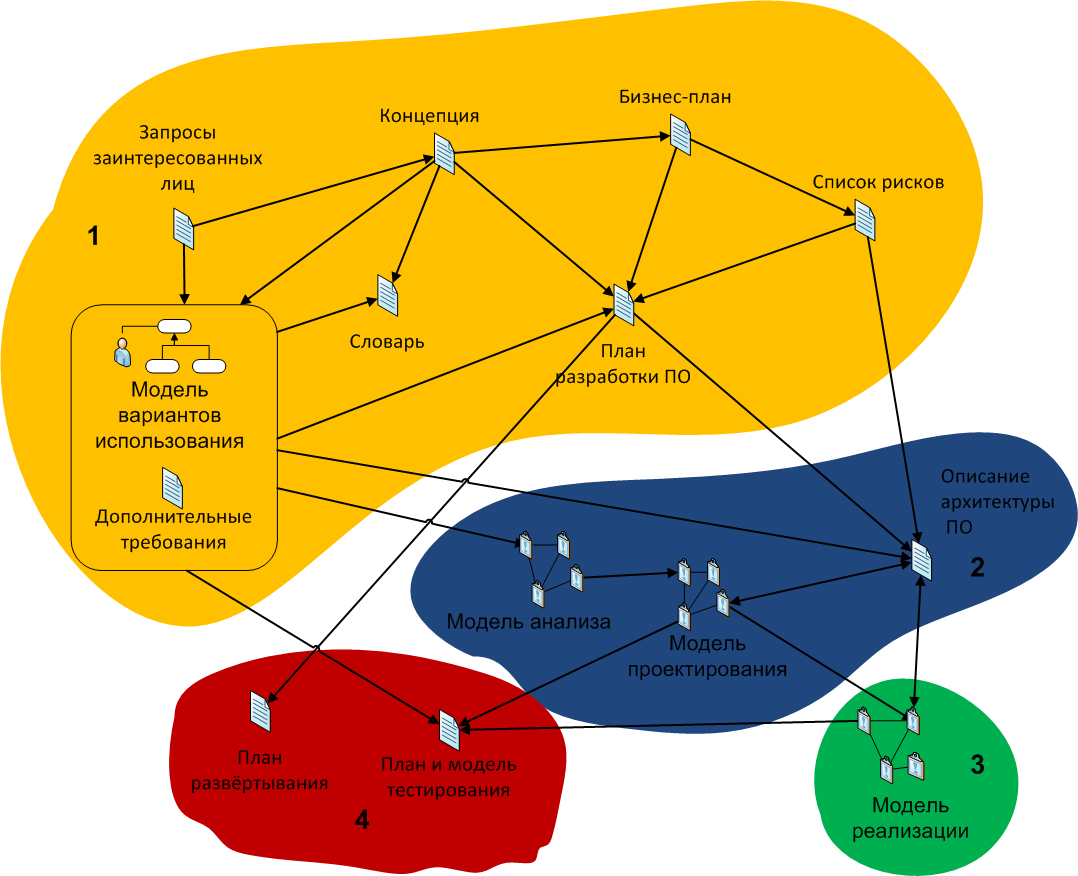 Бизнес-план
Концепция
Запросы
заинтересованных
лиц
Список рисков
1
Словарь
План
разработки ПО
Модель
вариантов
использования
Дополнительные
требования
Описание
архитектуры
ПО
2
Модель анализа
Модель
проектирования
План
развёртывания
План и модель
тестирования
4
3
Модель
реализации